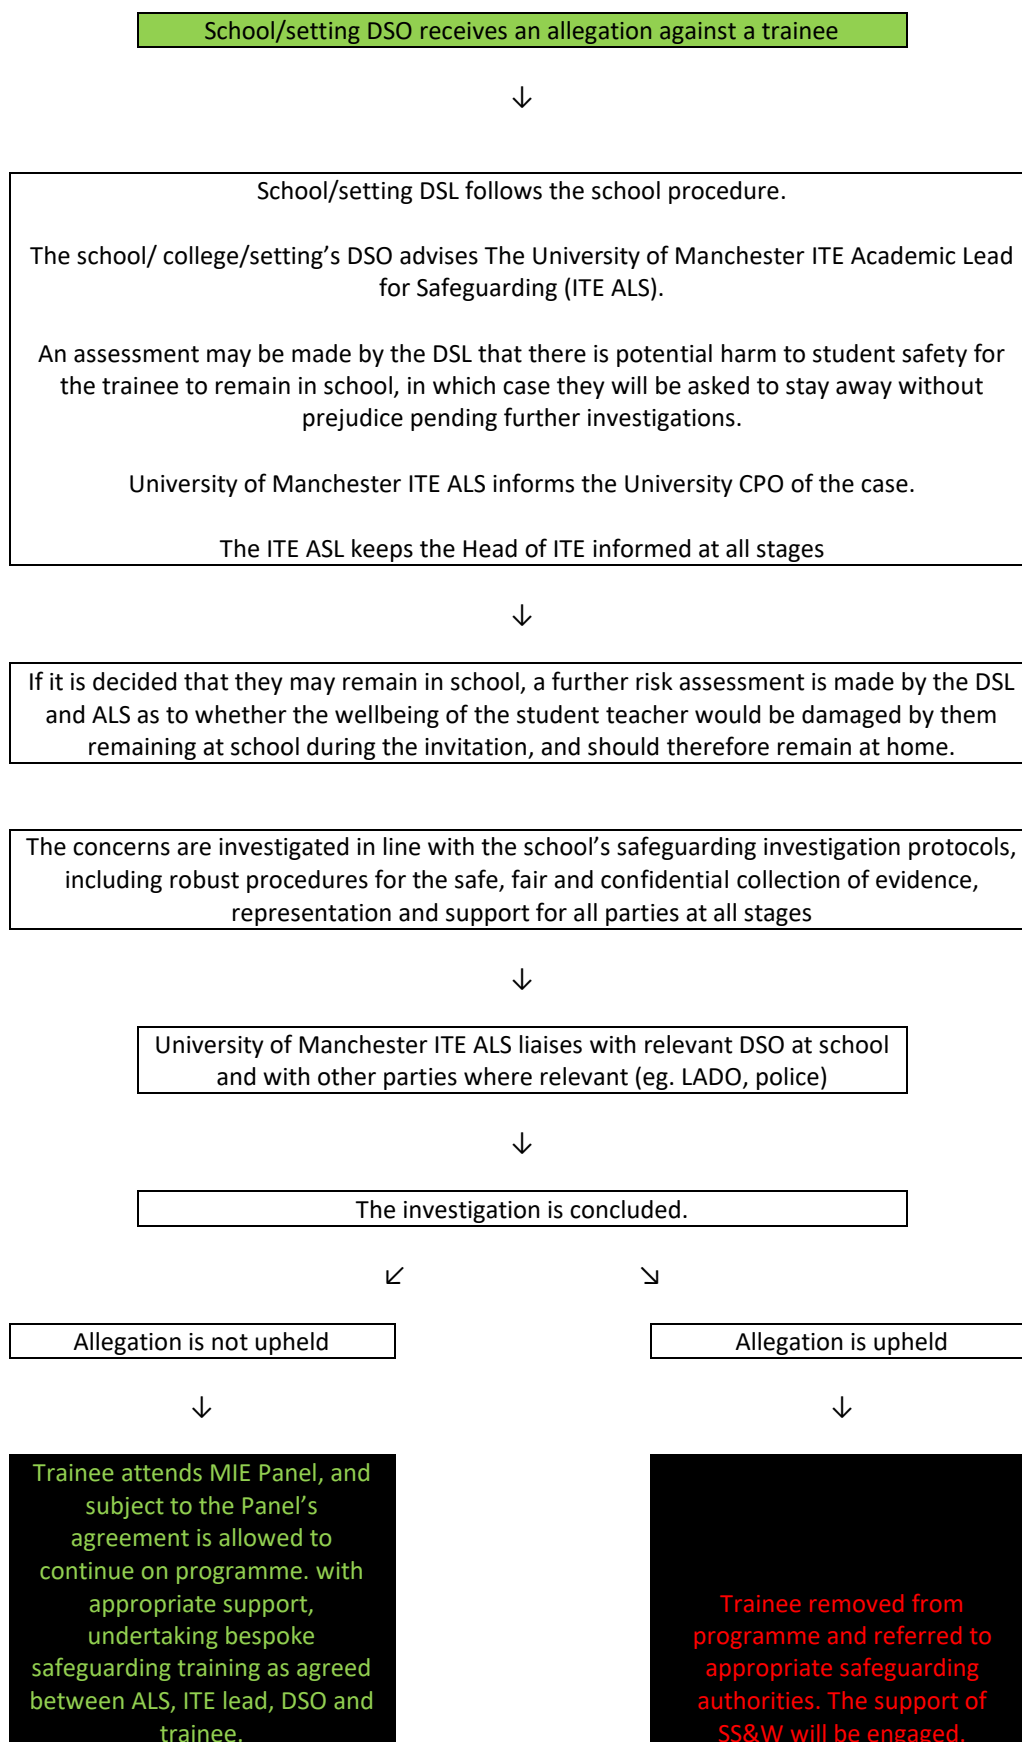 School/setting DSO receives an allegation against a trainee
↓
School/setting DSL follows the school procedure.
The school/ college/setting’s DSO advises The University of Manchester ITE Academic Lead
for Safeguarding (ITE ALS).
An assessment may be made by the DSL that there is potential harm to student safety for
the trainee to remain in school, in which case they will be asked to stay away without
prejudice pending further investigations.
University of Manchester ITE ALS informs the University CPO of the case.
The ITE ASL keeps the Head of ITE informed at all stages
↓
If it is decided that they may remain in school, a further risk assessment is made by the DSL
and ALS as to whether the wellbeing of the student teacher would be damaged by them
remaining at school during the invitation, and should therefore remain at home.
The concerns are investigated in line with the school’s safeguarding investigation protocols,
including robust procedures for the safe, fair and confidential collection of evidence,
representation and support for all parties at all stages
↓
University of Manchester ITE ALS liaises with relevant DSO at school
and with other parties where relevant (eg. LADO, police)
↓
The investigation is concluded.
↙ ↘
Allegation is not upheld
Allegation is upheld
↓ ↓
Trainee attends MIE Panel, and
subject to the Panel’s
agreement is allowed to
continue on programme. with
appropriate support,
undertaking bespoke
safeguarding training as agreed
between ALS, ITE lead, DSO and
trainee.
Trainee removed from
programme and referred to
appropriate safeguarding
authorities. The support of
SS&W will be engaged.